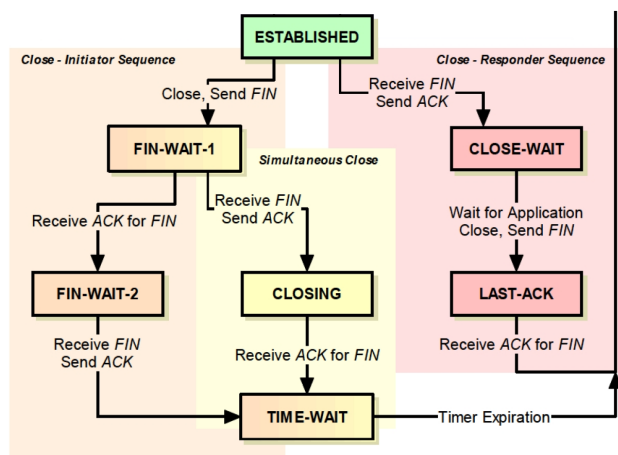 ESTABLISHED
Close - Initiator Sequence
Close - Responder Sequence
Close, Send FIN
Receive FIN
Send ACK
FIN-WAIT-1
CLOSE-WAIT
Simultaneous Close
Receive ACK for FIN
Receive FIN
Send ACK
Wait for Application
Close, Send FIN
FIN-WAIT-2
CLOSING
LAST-ACK
Receive FIN
Send ACK
Receive ACK for FIN
Receive ACK for FIN
TIME-WAIT
Timer Expiration